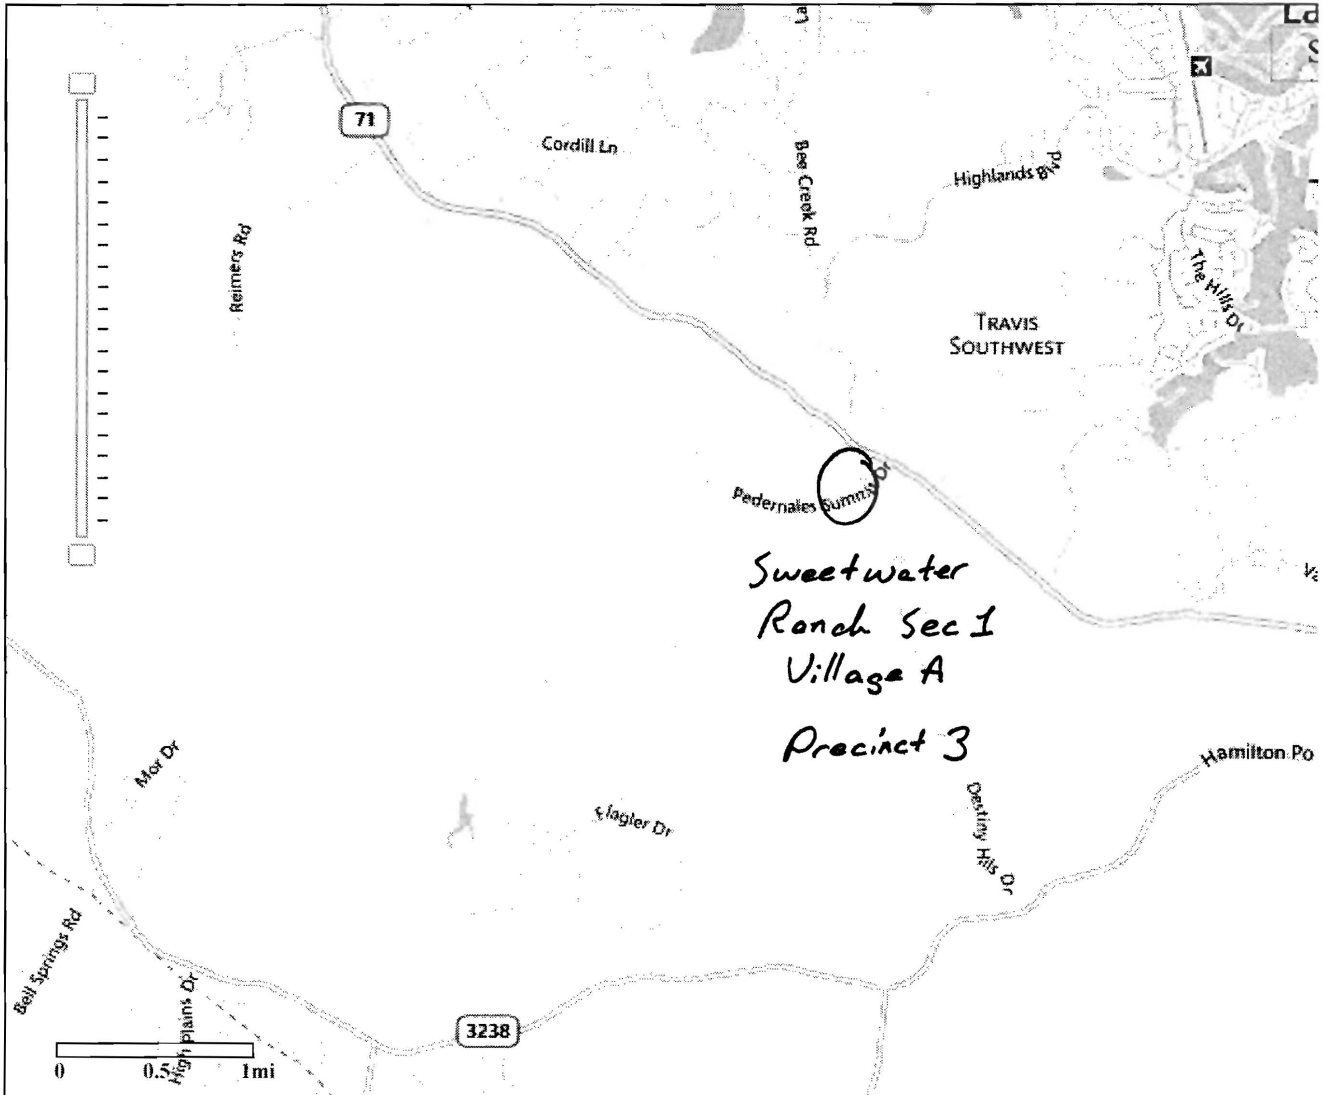 La
S
71
Cordill Ln
Bee Creek Rd
Highlands Blvd
Reimers Rd
The Hills Dr
TRAVIS
SOUTHWEST
Pedernales Summit Dr
Sweetwater
Ranch Sec 1
Village A
Precinct 3
Mor Dr
Flagler Dr
Destiny Hills Dr
Hamilton Po
Bell Springs Rd
High Plains Dr
3238
0 0.5 1mi